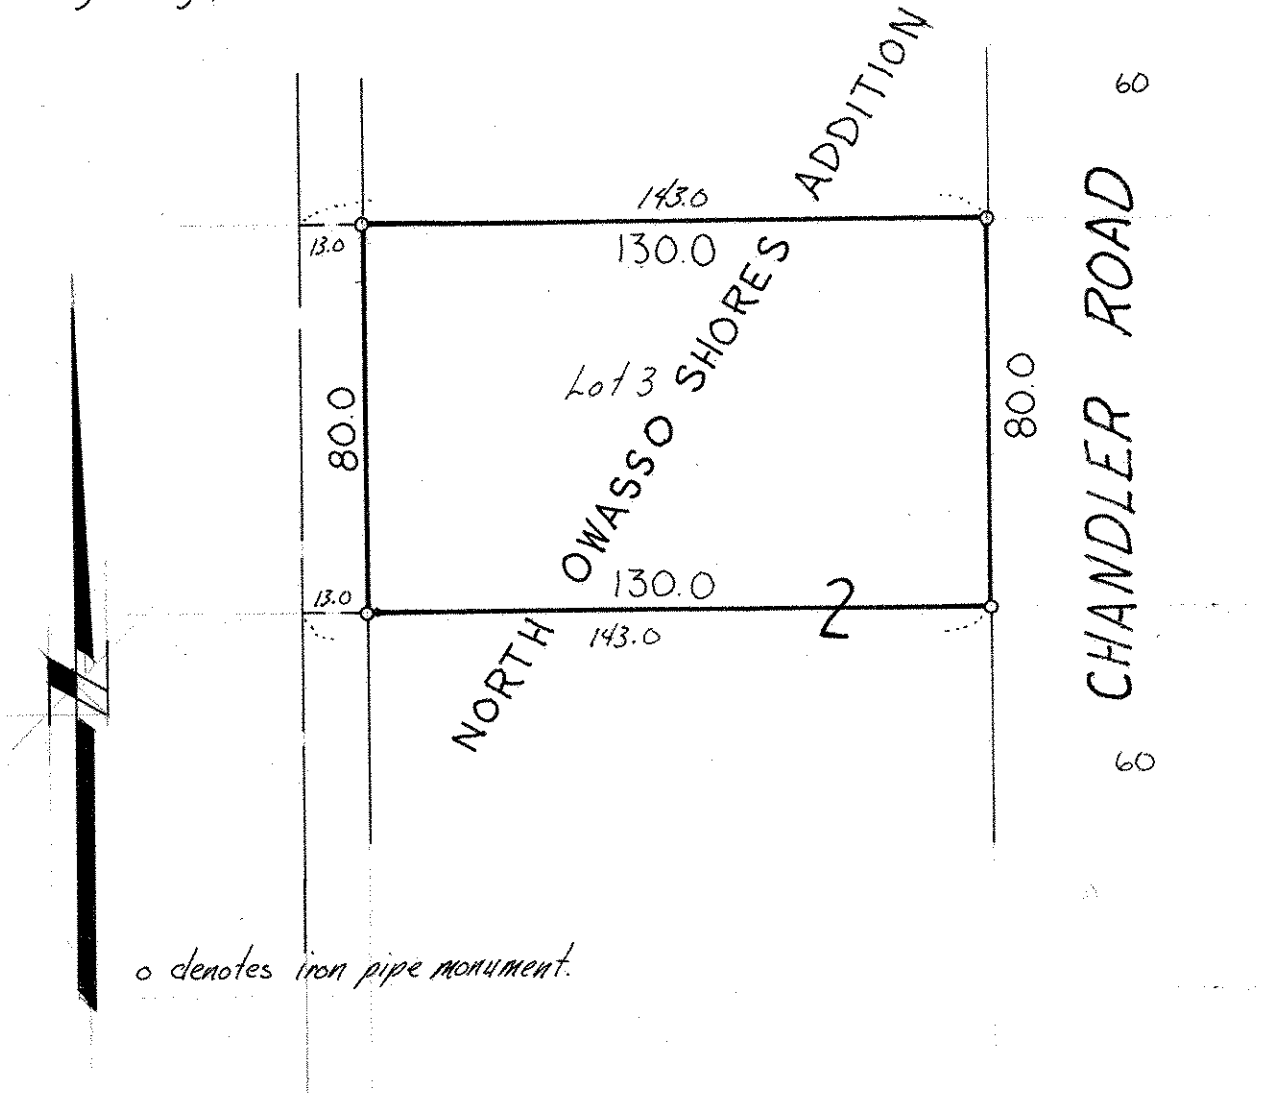 60
NORTH OWASSO SHORES ADDITION
143.0
13.0
130.0
Lot 3
80.0
80.0
CHANDLER ROAD
13.0
130.0
2
143.0
60
o denotes iron pipe monument.